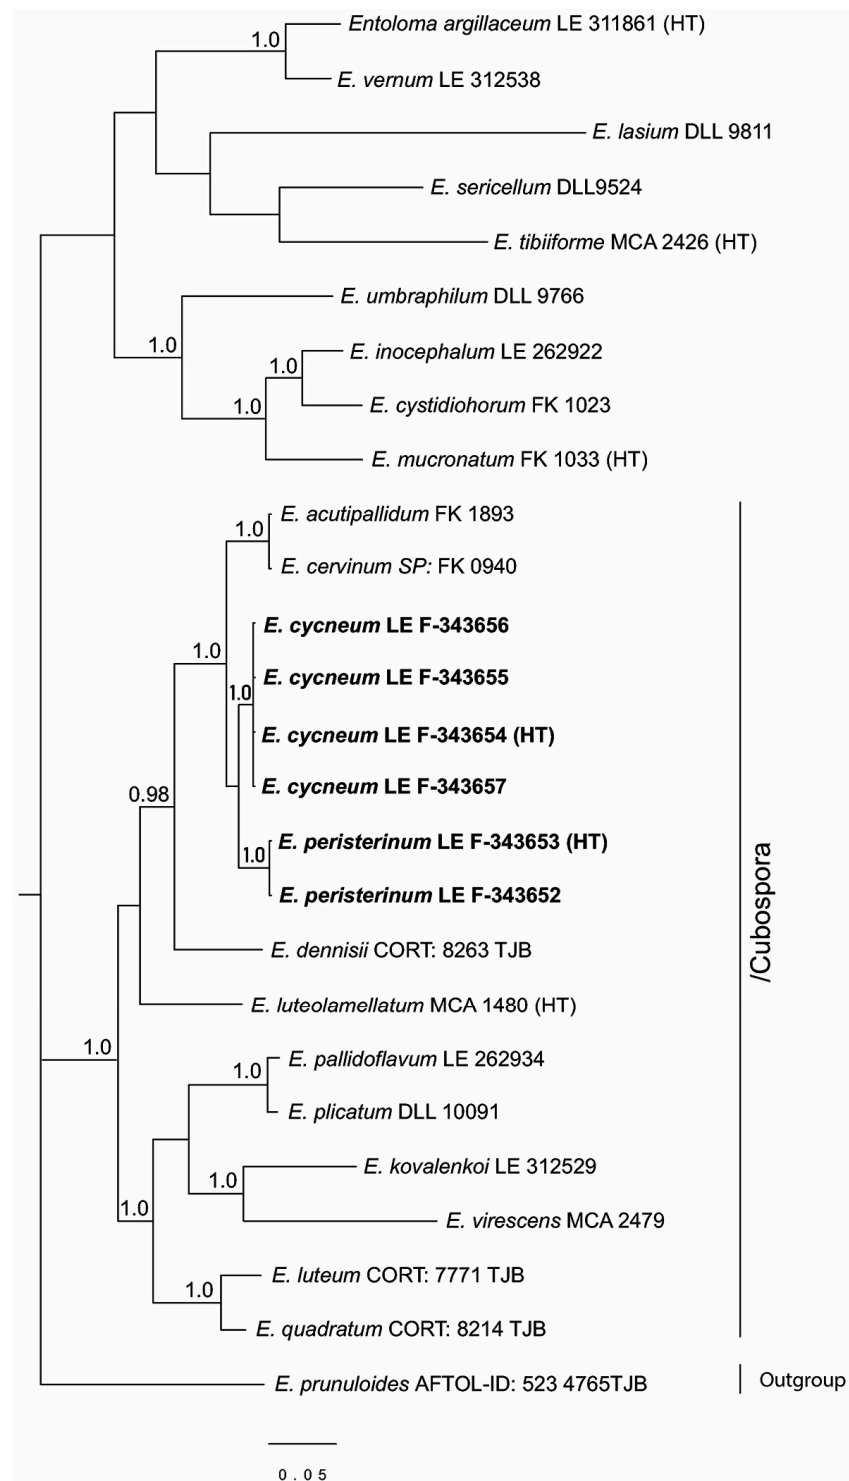 Entoloma argillaceum LE 311861 (HT)
1.0
E. vernum LE 312538
E. lasium DLL 9811
E. sericellum DLL9524
E. tibiiforme MCA 2426 (HT)
E. umbraphilum DLL 9766
1.0
E. inocephalum LE 262922
1.0
E. cystidiohorum FK 1023
1.0
E. mucronatum FK 1033 (HT)
E. acutipallidum FK 1893
1.0
E. cervinum SP: FK 0940
E. cycneum LE F-343656
1.0
E. cycneum LE F-343655
1.0
E. cycneum LE F-343654 (HT)
E. cycneum LE F-343657
0.98
E. peristerinum LE F-343653 (HT)
1.0
E. peristerinum LE F-343652
/Cubospora
E. dennisii CORT: 8263 TJB
E. luteolamellatum MCA 1480 (HT)
1.0
E. pallidoflavum LE 262934
1.0
E. plicatum DLL 10091
E. kovalenkoi LE 312529
1.0
1.0
E. virescens MCA 2479
E. luteum CORT: 7771 TJB
1.0
E. quadratum CORT: 8214 TJB
E. prunuloides AFTOL-ID: 523 4765TJB
Outgroup
0.05